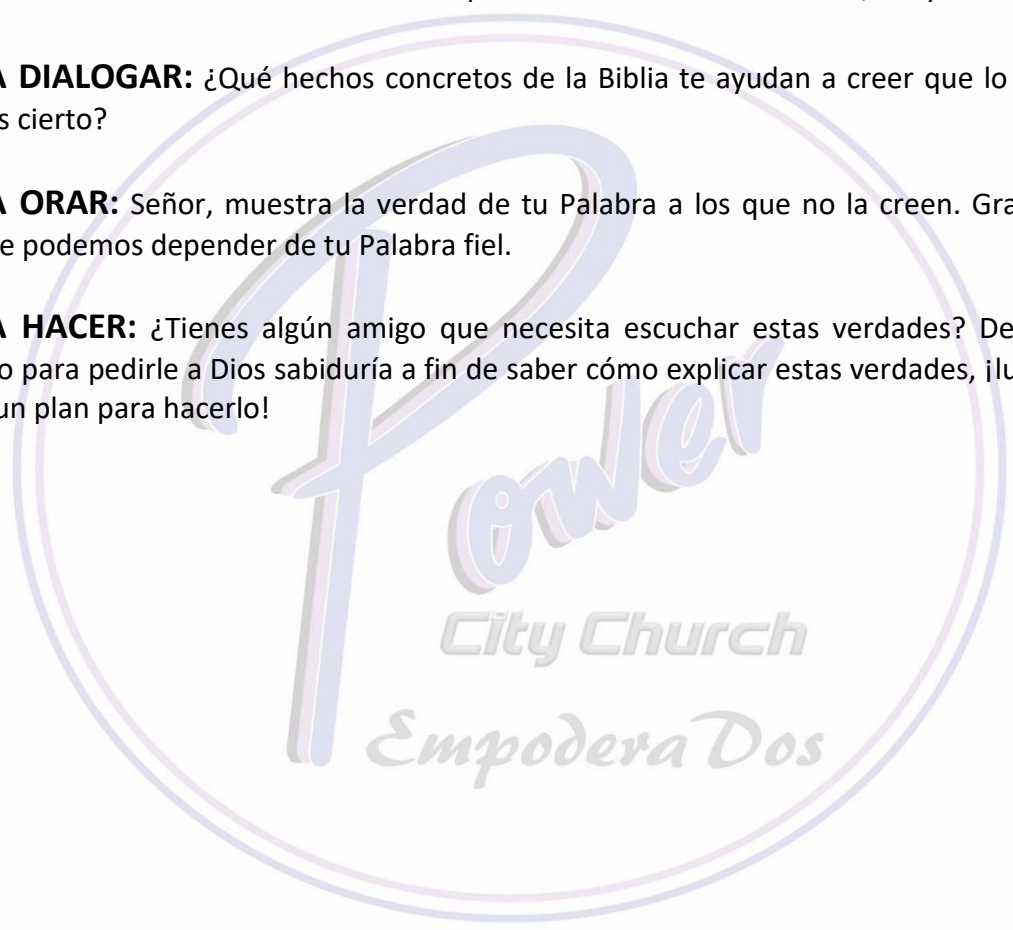 A DIALOGAR: ¿Qué hechos concretos de la Biblia te ayudan a creer que lo
s cierto?
A ORAR: Señor, muestra la verdad de tu Palabra a los que no la creen. Gra
e podemos depender de tu Palabra fiel.
A HACER: ¿Tienes algún amigo que necesita escuchar estas verdades? De
o para pedirle a Dios sabiduría a fin de saber cómo explicar estas verdades, ¡lu
un plan para hacerlo!
Power
City Church
EmpoderaDos